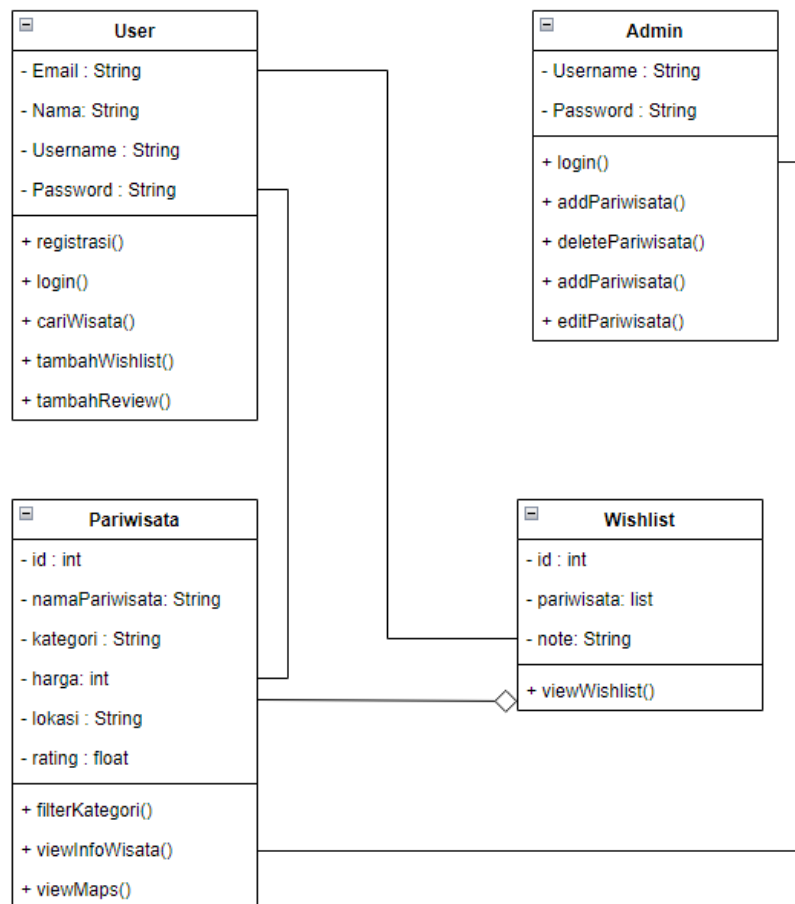 User
- Email : String
- Nama: String
- Username : String
- Password : String
+ registrasi()
+ login()
+ cariWisata()
+ tambahWishlist()
+ tambahReview()
Admin
- Username : String
- Password : String
+ login()
+ addPariwisata()
+ deletePariwisata()
+ addPariwisata()
+ editPariwisata()
Pariwisata
- id : int
- namaPariwisata: String
- kategori : String
- harga: int
- lokasi : String
- rating : float
+ filterKategori()
+ viewInfoWisata()
+ viewMaps()
Wishlist
- id : int
- pariwisata: list
- note: String
+ viewWishlist()